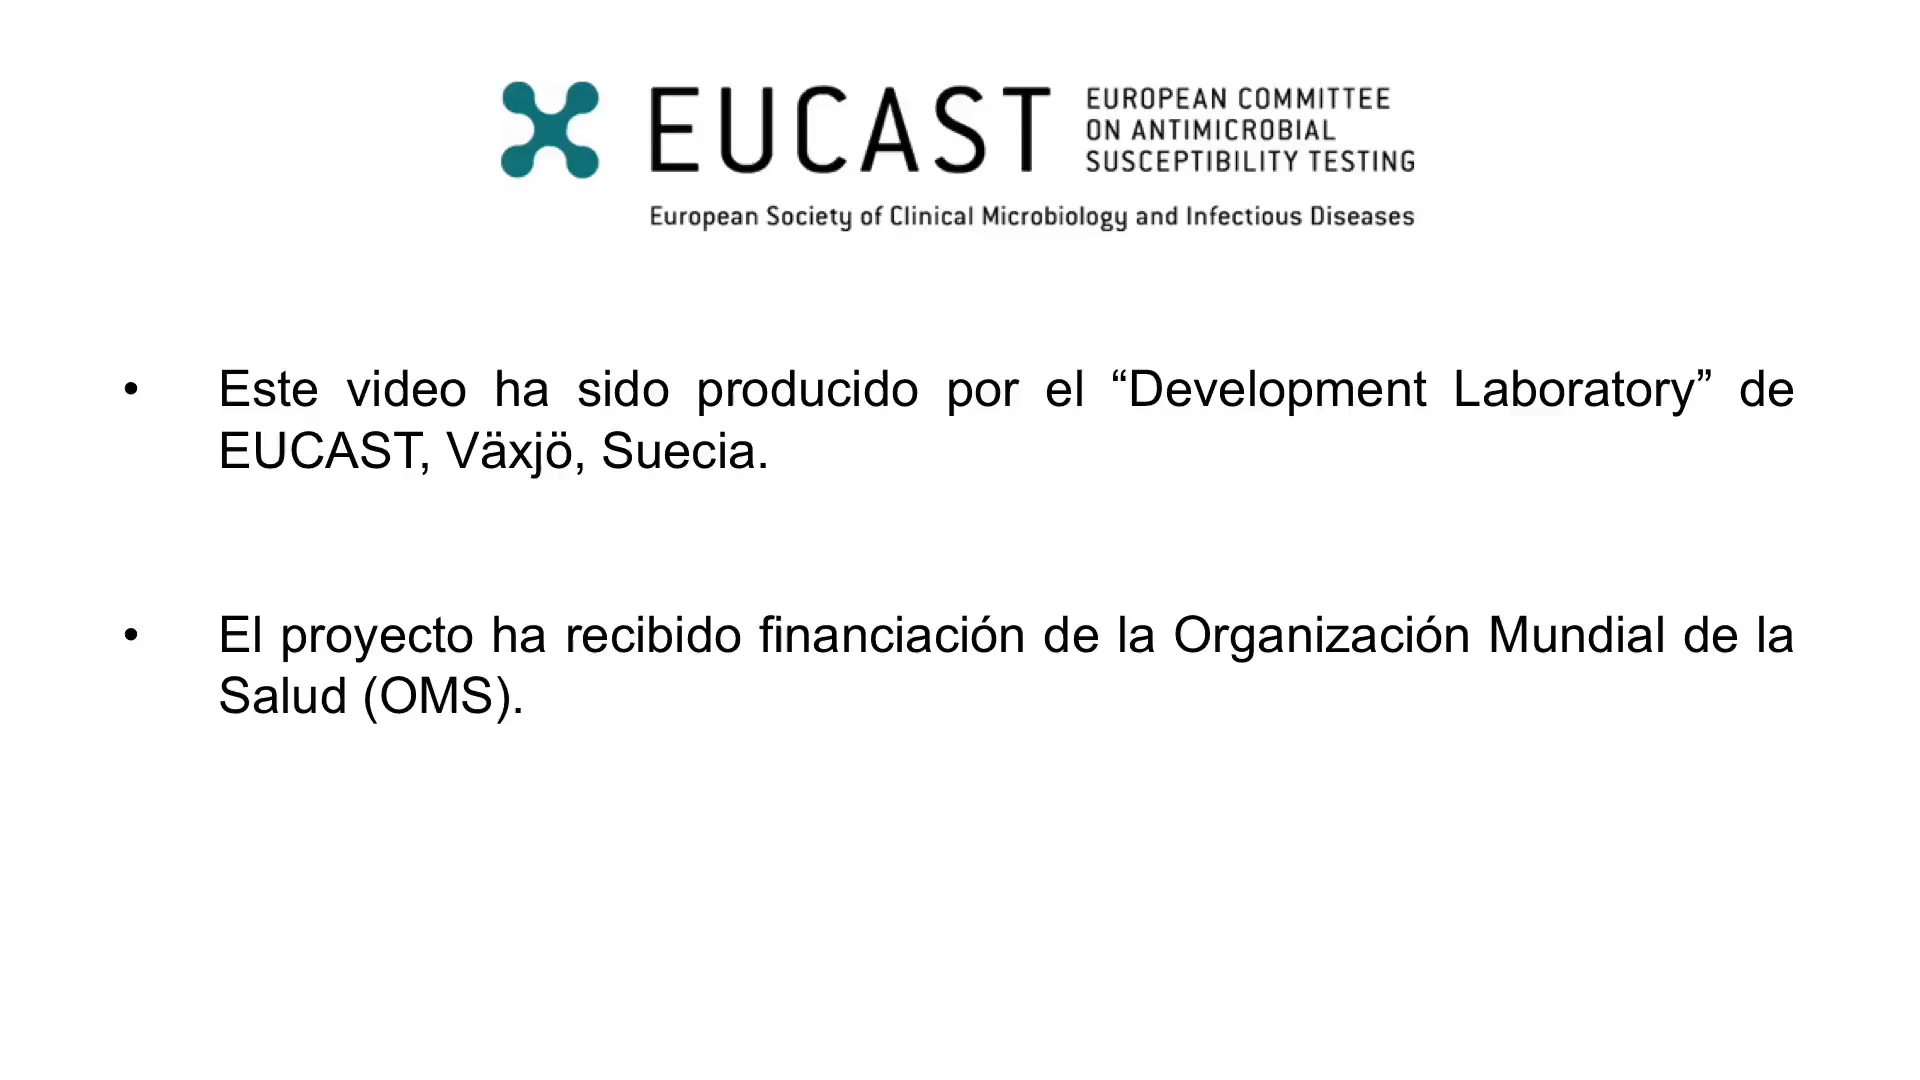 EUCAST
EUROPEAN COMMITTEE
ON ANTIMICROBIAL
SUSCEPTIBILITY TESTING
European Society of Clinical Microbiology and Infectious Diseases
• Este video ha sido producido por el “Development Laboratory” de
EUCAST, Växjö, Suecia.
• El proyecto ha recibido financiación de la Organización Mundial de la
Salud (OMS).